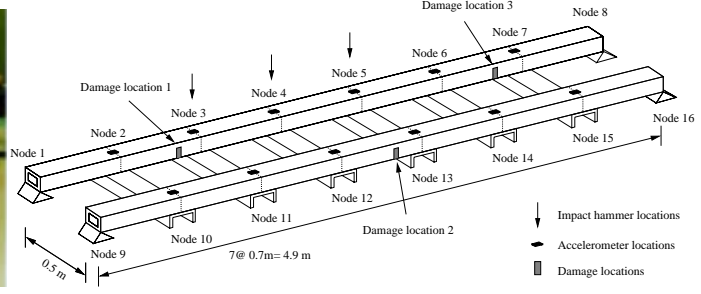 Damage location 3
Node 8
Node 7
Node 6
Node 5
Node 4
Damage location 1
Node 3
Node 2
Node 1
Node 16
Node 15
Node 14
Node 13
Node 12
Node 11
Node 10
Node 9
Damage location 2
7@ 0.7m= 4.9 m
0.5 m
Impact hammer locations
Accelerometer locations
Damage locations